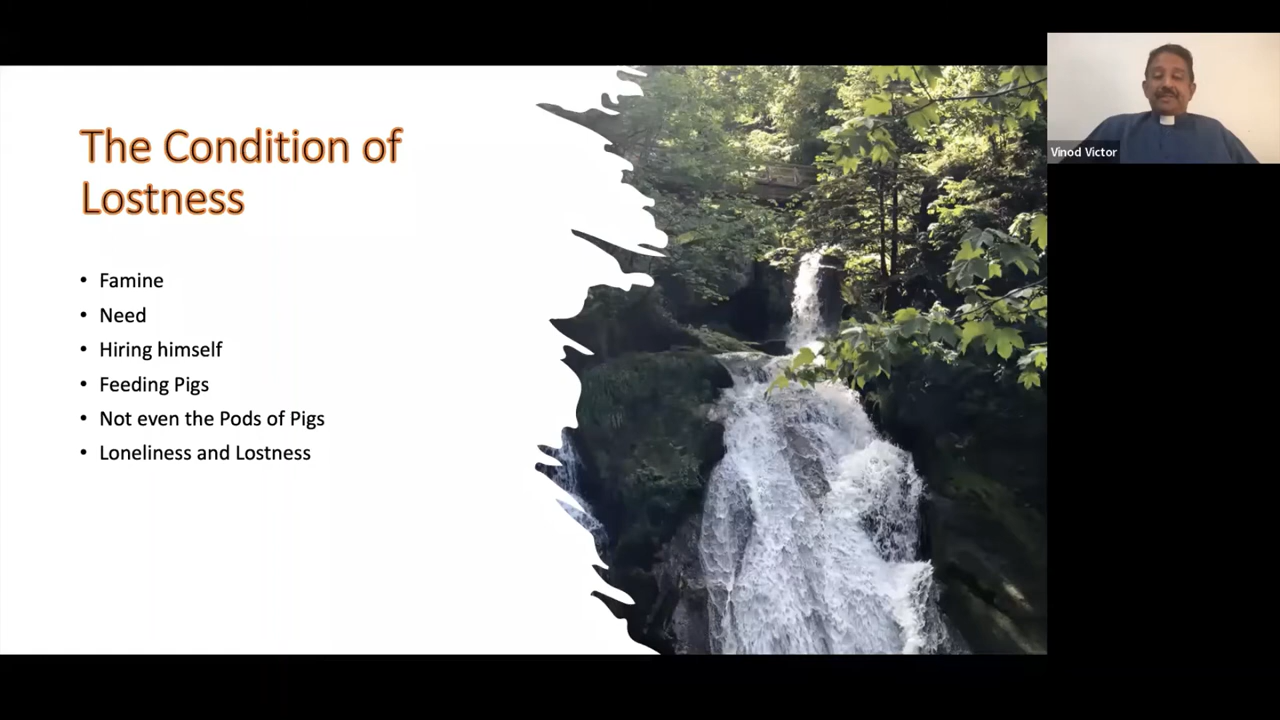 The Condition of
Lostness
• Famine
• Need
• Hiring himself
• Feeding Pigs
• Not even the Pods of Pigs
• Loneliness and Lostness
Vinod Victor